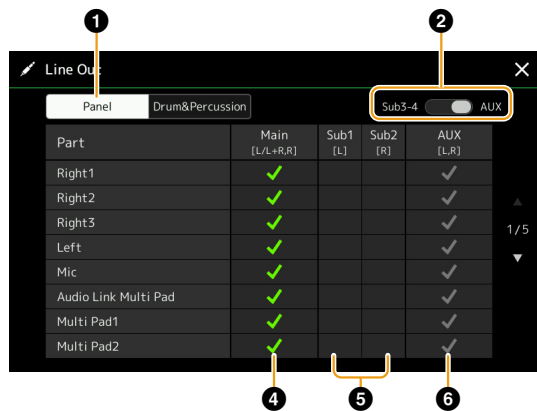 1 2
Line Ou
Panel Drum&Percussion Sub3-4 AUX
Part Main [L/L+R,R] Sub1 [L] Sub2 [R] AUX [L,R]
Right1
Right2
Right3
1/5
Left
Mic
Audio Link Multi Pad
Multi Pad1
Multi Pad2
4 5 6